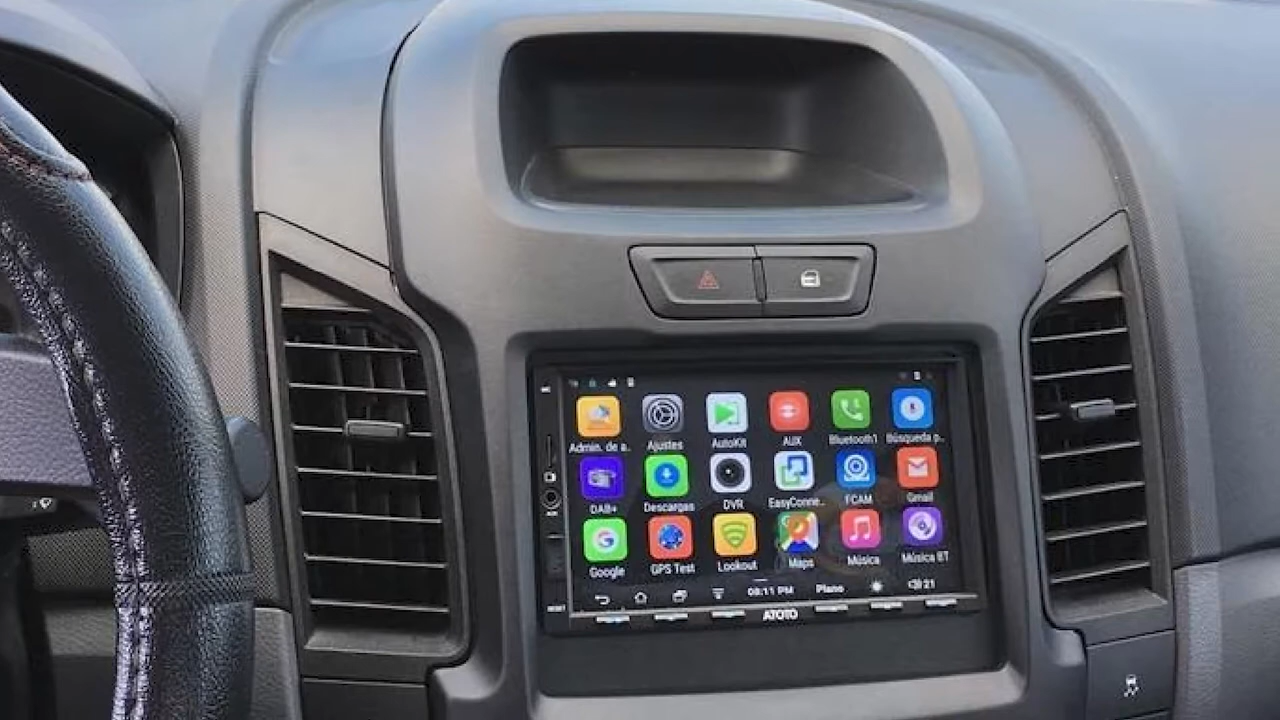 Admin. de a..
Ajustes
AutoKit
AUX
Bluetooth1
Búsqueda p..
DAB+
Descargas
DVR
EasyConne..
FCAM
Gmail
Google
GPS Test
Lookout
Maps
Música
Música BT
08:11 PM
Plano
21
ATOTO